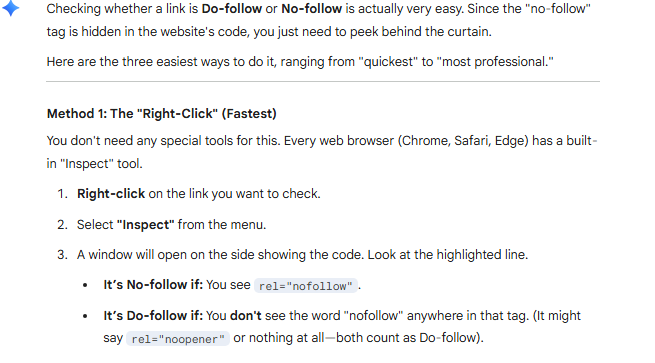 Checking whether a link is Do-follow or No-follow is actually very easy. Since the "no-follow"
tag is hidden in the website's code, you just need to peek behind the curtain.
Here are the three easiest ways to do it, ranging from "quickest" to "most professional."
Method 1: The "Right-Click" (Fastest)
You don't need any special tools for this. Every web browser (Chrome, Safari, Edge) has a built-
in "Inspect" tool.
1. Right-click on the link you want to check.
2. Select "Inspect" from the menu.
3. A window will open on the side showing the code. Look at the highlighted line.
• It's No-follow if: You see rel="nofollow" .
• It's Do-follow if: You don't see the word "nofollow" anywhere in that tag. (It might
say rel="noopener" or nothing at all—both count as Do-follow).